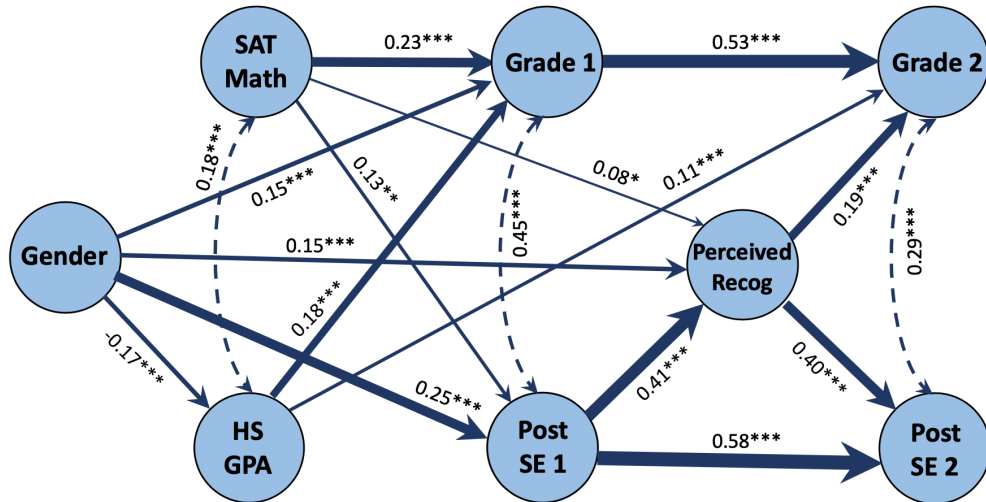 SAT
Math
0.23***
Grade 1
0.53***
Grade 2
0.18***
0.15***
0.13**
0.08*
0.11***
0.45***
0.19***
0.29***
Gender
0.15***
Perceived
Recog
-0.17***
0.18***
0.25***
0.41***
0.40***
HS
GPA
Post
SE 1
0.58***
Post
SE 2